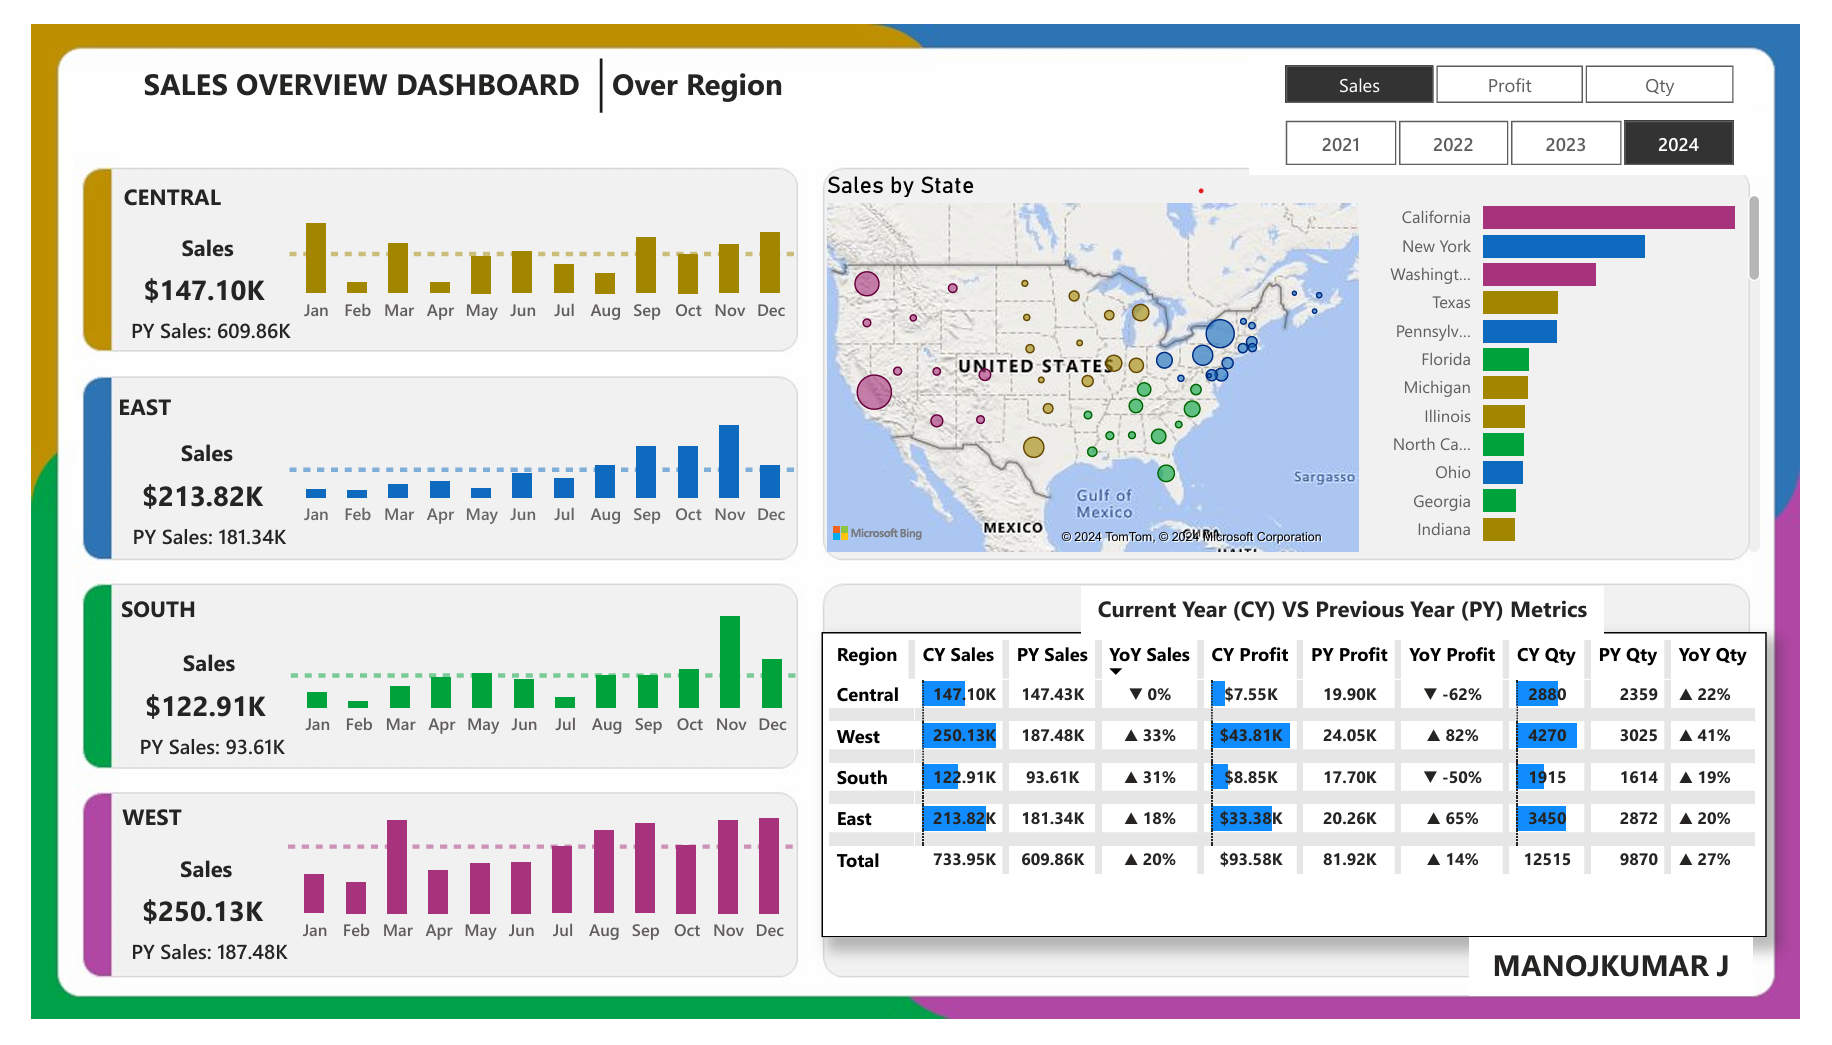 SALES OVERVIEW DASHBOARD Over Region
Sales Profit Qty
2021 2022 2023 2024
CENTRAL
Sales
$147.10K
PY Sales: 609.86K
Jan Feb Mar Apr May Jun Jul Aug Sep Oct Nov Dec
EAST
Sales
$213.82K
PY Sales: 181.34K
Jan Feb Mar Apr May Jun Jul Aug Sep Oct Nov Dec
SOUTH
Sales
$122.91K
PY Sales: 93.61K
Jan Feb Mar Apr May Jun Jul Aug Sep Oct Nov Dec
WEST
Sales
$250.13K
PY Sales: 187.48K
Jan Feb Mar Apr May Jun Jul Aug Sep Oct Nov Dec
Sales by State
UNITED STATES
Sargasso
Gulf of
Mexico
MEXICO
CUBA
HAITI
Microsoft Bing
© 2024 TomTom, © 2024 Microsoft Corporation
California
New York
Washingt...
Texas
Pennsylv...
Florida
Michigan
Illinois
North Ca...
Ohio
Georgia
Indiana
Current Year (CY) VS Previous Year (PY) Metrics
Region CY Sales PY Sales YoY Sales CY Profit PY Profit YoY Profit CY Qty PY Qty YoY Qty
Central 147.10K 147.43K ▼ 0% $7.55K 19.90K ▼ -62% 2880 2359 ▲ 22%
West 250.13K 187.48K ▲ 33% $43.81K 24.05K ▲ 82% 4270 3025 ▲ 41%
South 122.91K 93.61K ▲ 31% $8.85K 17.70K ▼ -50% 1915 1614 ▲ 19%
East 213.82K 181.34K ▲ 18% $33.38K 20.26K ▲ 65% 3450 2872 ▲ 20%
Total 733.95K 609.86K ▲ 20% $93.58K 81.92K ▲ 14% 12515 9870 ▲ 27%
MANOJKUMAR J